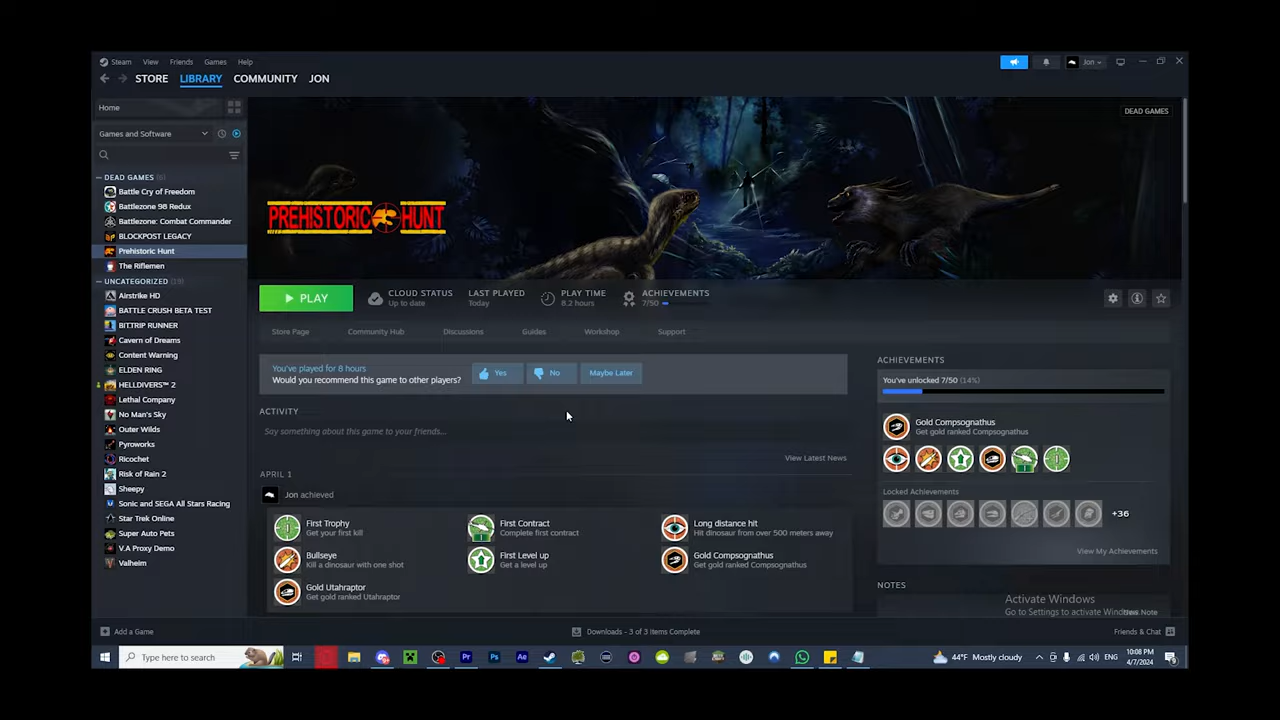 Steam View Friends Games Help
Jon
STORE LIBRARY COMMUNITY JON
Home
Games and Software
DEAD GAMES (6)
Battle Cry of Freedom
Battlezone 98 Redux
Battlezone: Combat Commander
BLOCKPOST LEGACY
Prehistoric Hunt
The Riflemen
UNCATEGORIZED (19)
Airstrike HD
BATTLE CRUSH BETA TEST
BIT.TRIP RUNNER
Cavern of Dreams
Content Warning
ELDEN RING
HELLDIVERS™ 2
Lethal Company
No Man's Sky
Outer Wilds
Pyroworks
Ricochet
Risk of Rain 2
Sheepy
Sonic and SEGA All Stars Racing
Star Trek Online
Super Auto Pets
V.A Proxy Demo
Valheim
DEAD GAMES
PREHISTORIC HUNT
PLAY
CLOUD STATUS
Up to date
LAST PLAYED
Today
PLAY TIME
8.2 hours
ACHIEVEMENTS
7/50
Store Page Community Hub Discussions Guides Workshop Support
You've played for 8 hours
Would you recommend this game to other players?
Yes No Maybe Later
ACTIVITY
Say something about this game to your friends...
View Latest News
APRIL 1
Jon achieved
First Trophy
Get your first kill
First Contract
Complete first contract
Long distance hit
Hit dinosaur from over 500 meters away
Bullseye
Kill a dinosaur with one shot
First Level up
Get a level up
Gold Compsognathus
Get gold ranked Compsognathus
Gold Utahraptor
Get gold ranked Utahraptor
ACHIEVEMENTS
You've unlocked 7/50 (14%)
Gold Compsognathus
Get gold ranked Compsognathus
Locked Achievements
+36
View My Achievements
NOTES
Activate Windows
Go to Settings to activate Windows.
Note
Add a Game
Downloads - 3 of 3 Items Complete
Friends & Chat
Type here to search
Pr Ps Ae
44°F Mostly cloudy
ENG
10:08 PM
4/7/2024